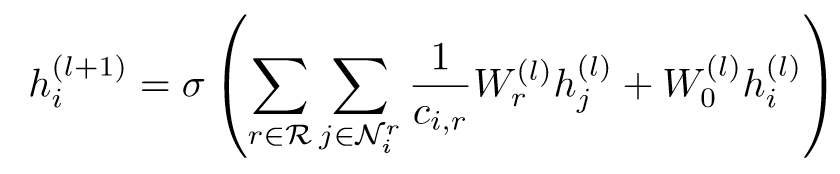 h_i^{(l+1)} = \sigma \left( \sum_{r \in \mathcal{R}} \sum_{j \in \mathcal{N}_i^r} \frac{1}{c_{i,r}} W_r^{(l)} h_j^{(l)} + W_0^{(l)} h_i^{(l)} \right)